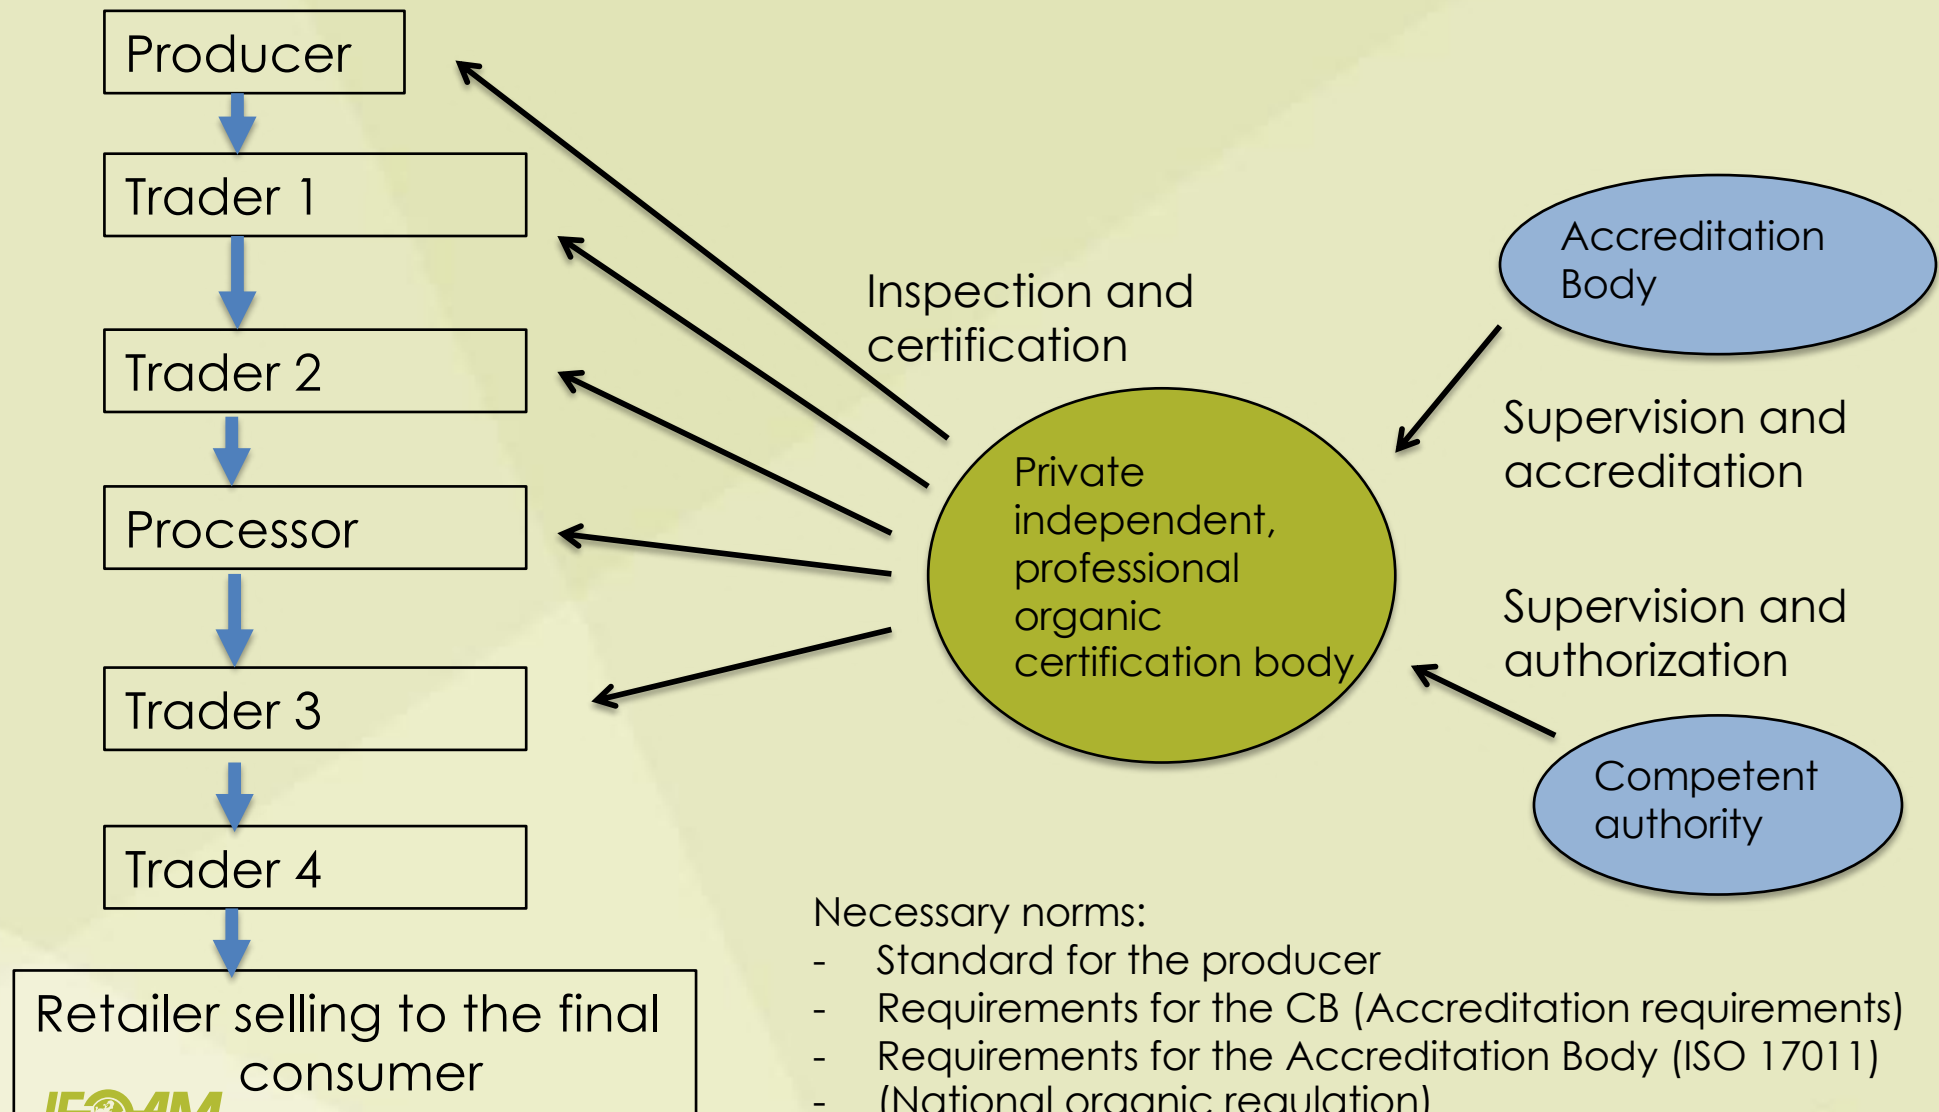 Producer
Trader 1
Trader 2
Processor
Trader 3
Trader 4
Retailer selling to the final
consumer
Inspection and
certification
Private
independent,
professional
organic
certification body
Accreditation
Body
Supervision and
accreditation
Supervision and
authorization
Competent
authority
Necessary norms:
- Standard for the producer
- Requirements for the CB (Accreditation requirements)
- Requirements for the Accreditation Body (ISO 17011)
- (National organic regulation)
IFOAM